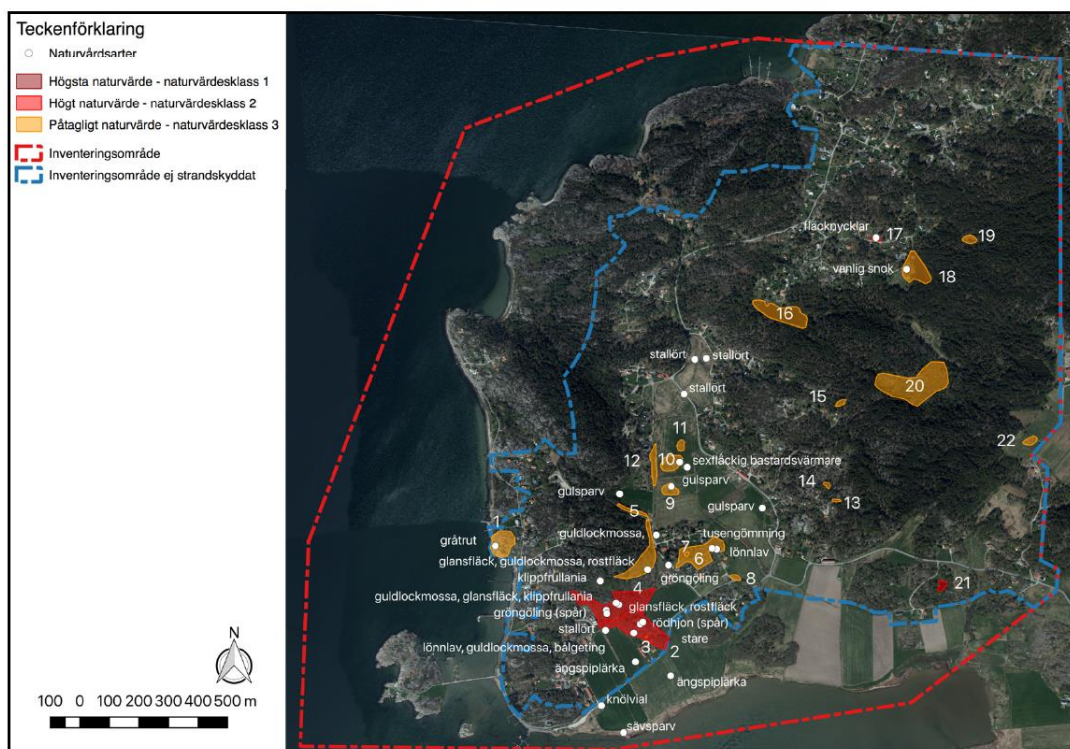 Teckenförklaring
Naturvårdsarter
Högsta naturvärde - naturvärdesklass 1
Högt naturvärde - naturvärdesklass 2
Påtagligt naturvärde - naturvärdesklass 3
Inventeringsområde
Inventeringsområde ej strandskyddat
fläcknycklar
17
19
vanlig snok
18
16
stallört
stallört
stallört
20
15
11
22
12
10
sexfläckig bastardsvärmare
gulsparv
14
gulsparv
9
13
5
gulsparv
1
guldlockmossa,
tusengömming
gråtrut
7
lönnlav
glansfläck, guldlockmossa, rostfläck
6
gröngöling
klippfrullania
8
21
4
guldlockmossa, glansfläck, klippfrullania
glansfläck, rostfläck
gröngöling (spår)
rödhjon (spår)
stallört
stare
lönnlav, guldlockmossa, bålgeting
3
2
ängspiplärka
ängspiplärka
knölvial
sävsparv
N
100 0 100 200 300 400 500 m